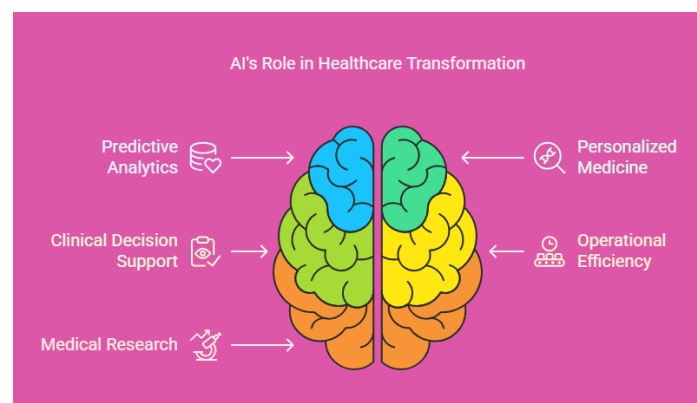 AI's Role in Healthcare Transformation
Predictive
Analytics
Personalized
Medicine
Clinical Decision
Support
Operational
Efficiency
Medical Research